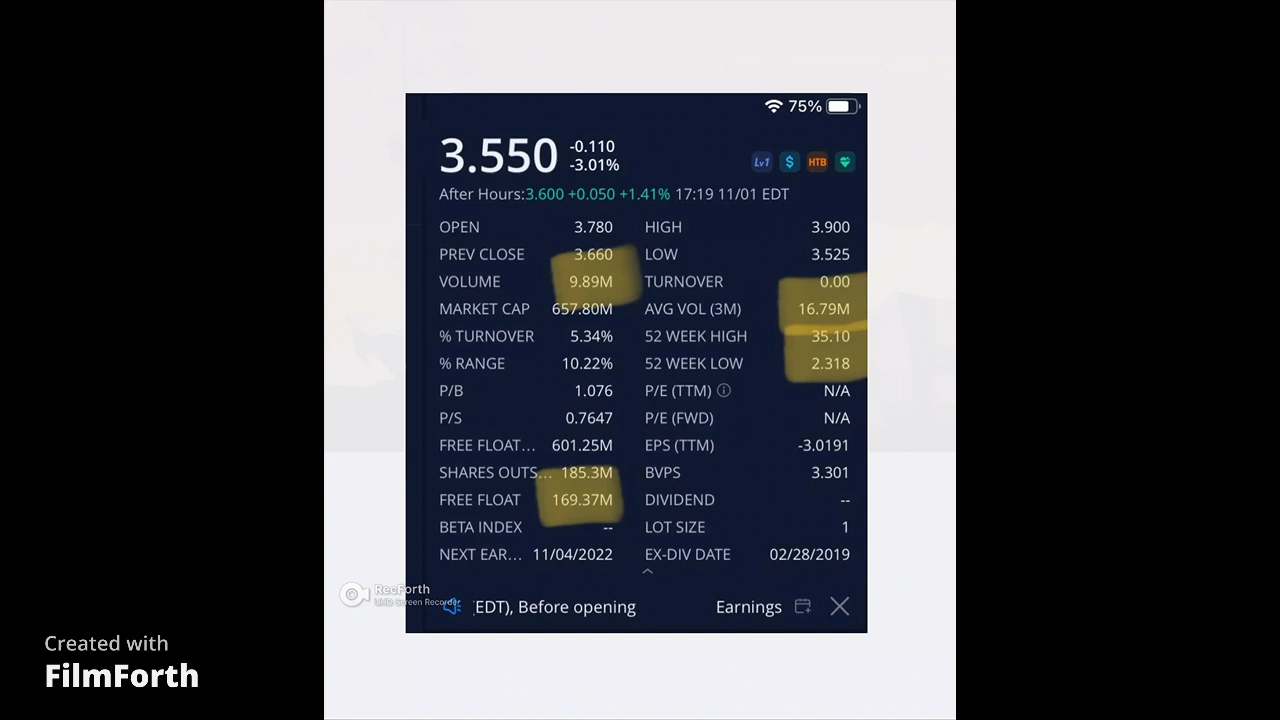 75%
3.550 -0.110
-3.01%
Lv1 $ HTB
After Hours:3.600 +0.050 +1.41% 17:19 11/01 EDT
OPEN 3.780 HIGH 3.900
PREV CLOSE 3.660 LOW 3.525
VOLUME 9.89M TURNOVER 0.00
MARKET CAP 657.80M AVG VOL (3M) 16.79M
% TURNOVER 5.34% 52 WEEK HIGH 35.10
% RANGE 10.22% 52 WEEK LOW 2.318
P/B 1.076 P/E (TTM) N/A
P/S 0.7647 P/E (FWD) N/A
FREE FLOAT... 601.25M EPS (TTM) -3.0191
SHARES OUTS... 185.3M BVPS 3.301
FREE FLOAT 169.37M DIVIDEND --
BETA INDEX -- LOT SIZE 1
NEXT EAR... 11/04/2022 EX-DIV DATE 02/28/2019
RecForth
UHD Screen Recorder
EDT), Before opening Earnings
Created with
FilmForth